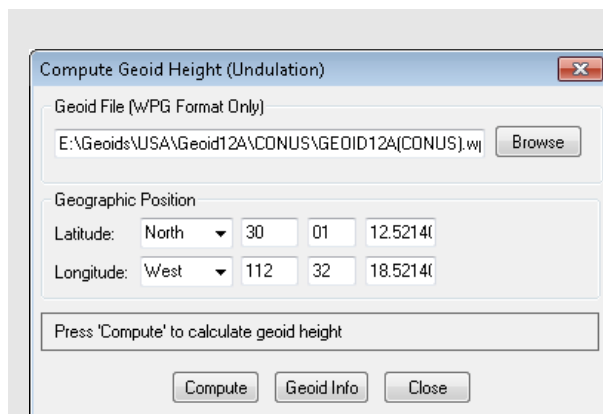 Compute Geoid Height (Undulation)
Geoid File (WPG Format Only)
E:\Geoids\USA\Geoid12A\CONUS\GEOID12A(CONUS).w Browse
Geographic Position
Latitude: North 30 01 12.5214
Longitude: West 112 32 18.5214
Press 'Compute' to calculate geoid height
Compute Geoid Info Close